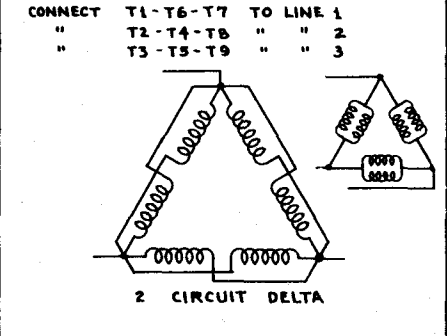 CONNECT T1-T6-T7 TO LINE 1
" T2-T4-T8 " " 2
" T3-T5-T9 " " 3
2 CIRCUIT DELTA